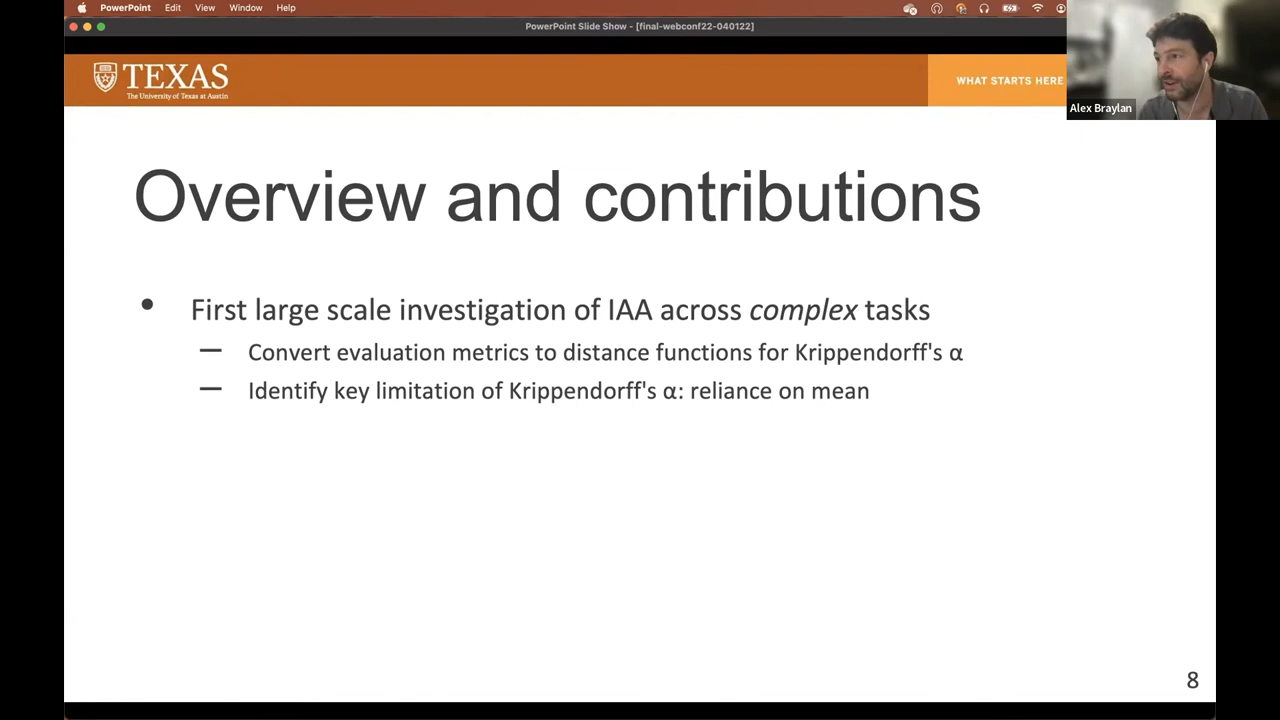 PowerPoint Edit View Window Help
PowerPoint Slide Show - [final-webconf22-040122]
TEXAS
The University of Texas at Austin
WHAT STARTS HERE
Alex Braylan
Overview and contributions
• First large scale investigation of IAA across complex tasks
— Convert evaluation metrics to distance functions for Krippendorff's α
— Identify key limitation of Krippendorff's α: reliance on mean
8